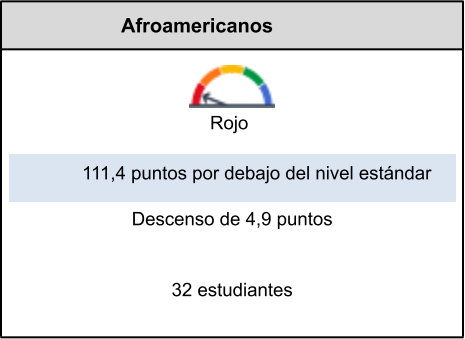 Afroamericanos
Rojo
111,4 puntos por debajo del nivel estándar
Descenso de 4,9 puntos
32 estudiantes